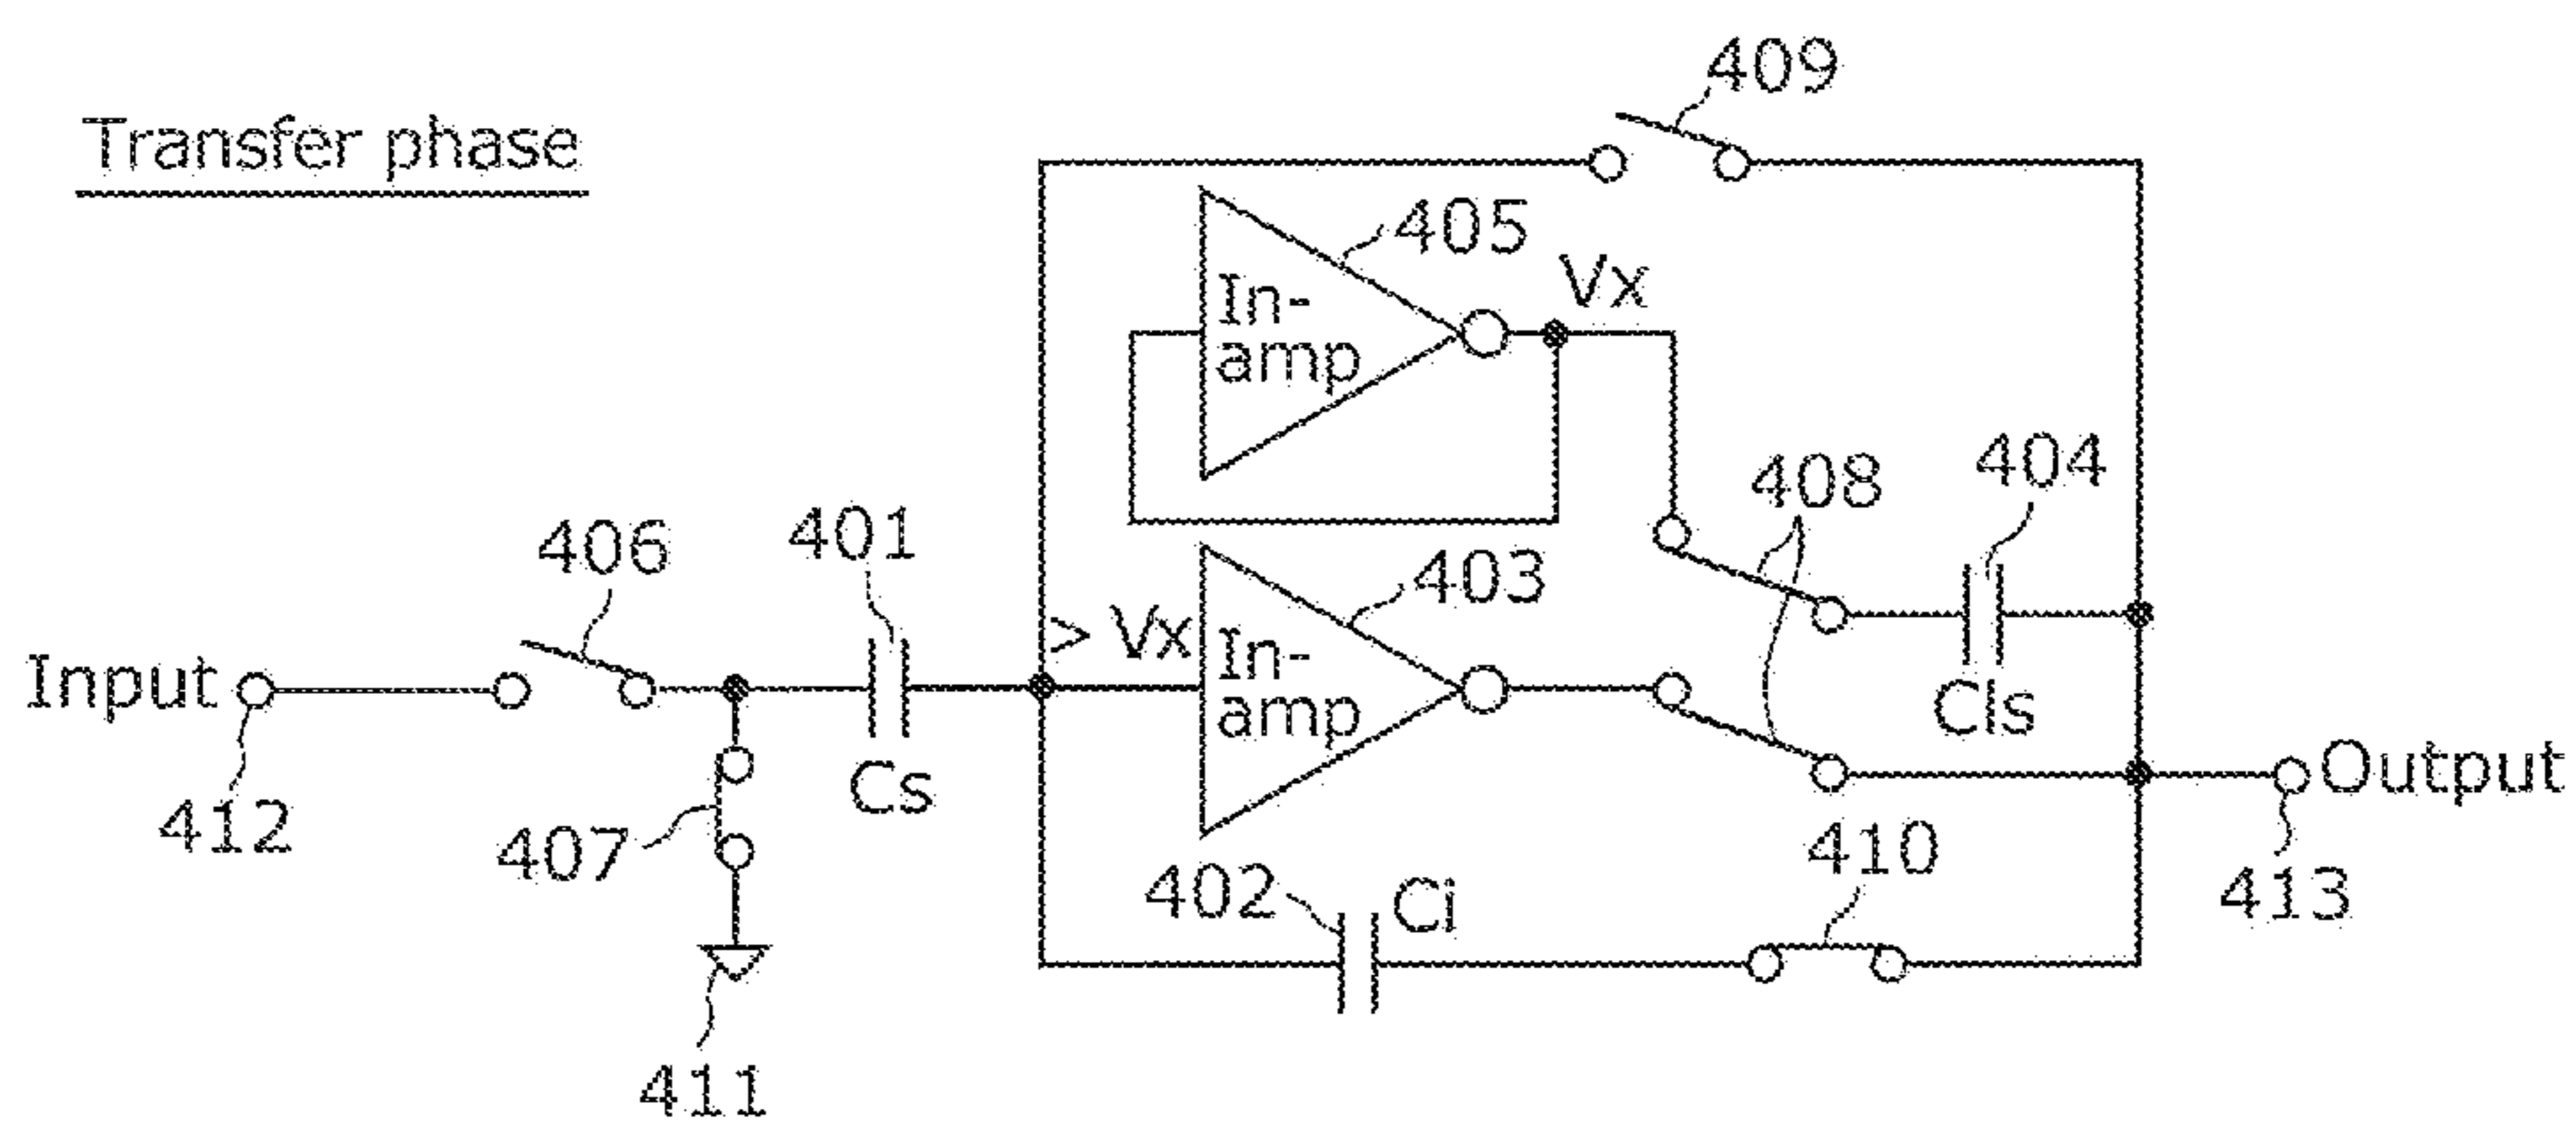 Transfer phase
409
405
In-
amp
Vx
408
404
406
401
403
> Vx
In-
amp
Cls
Input
Cs
Output
412
407
402
Ci
410
413
411